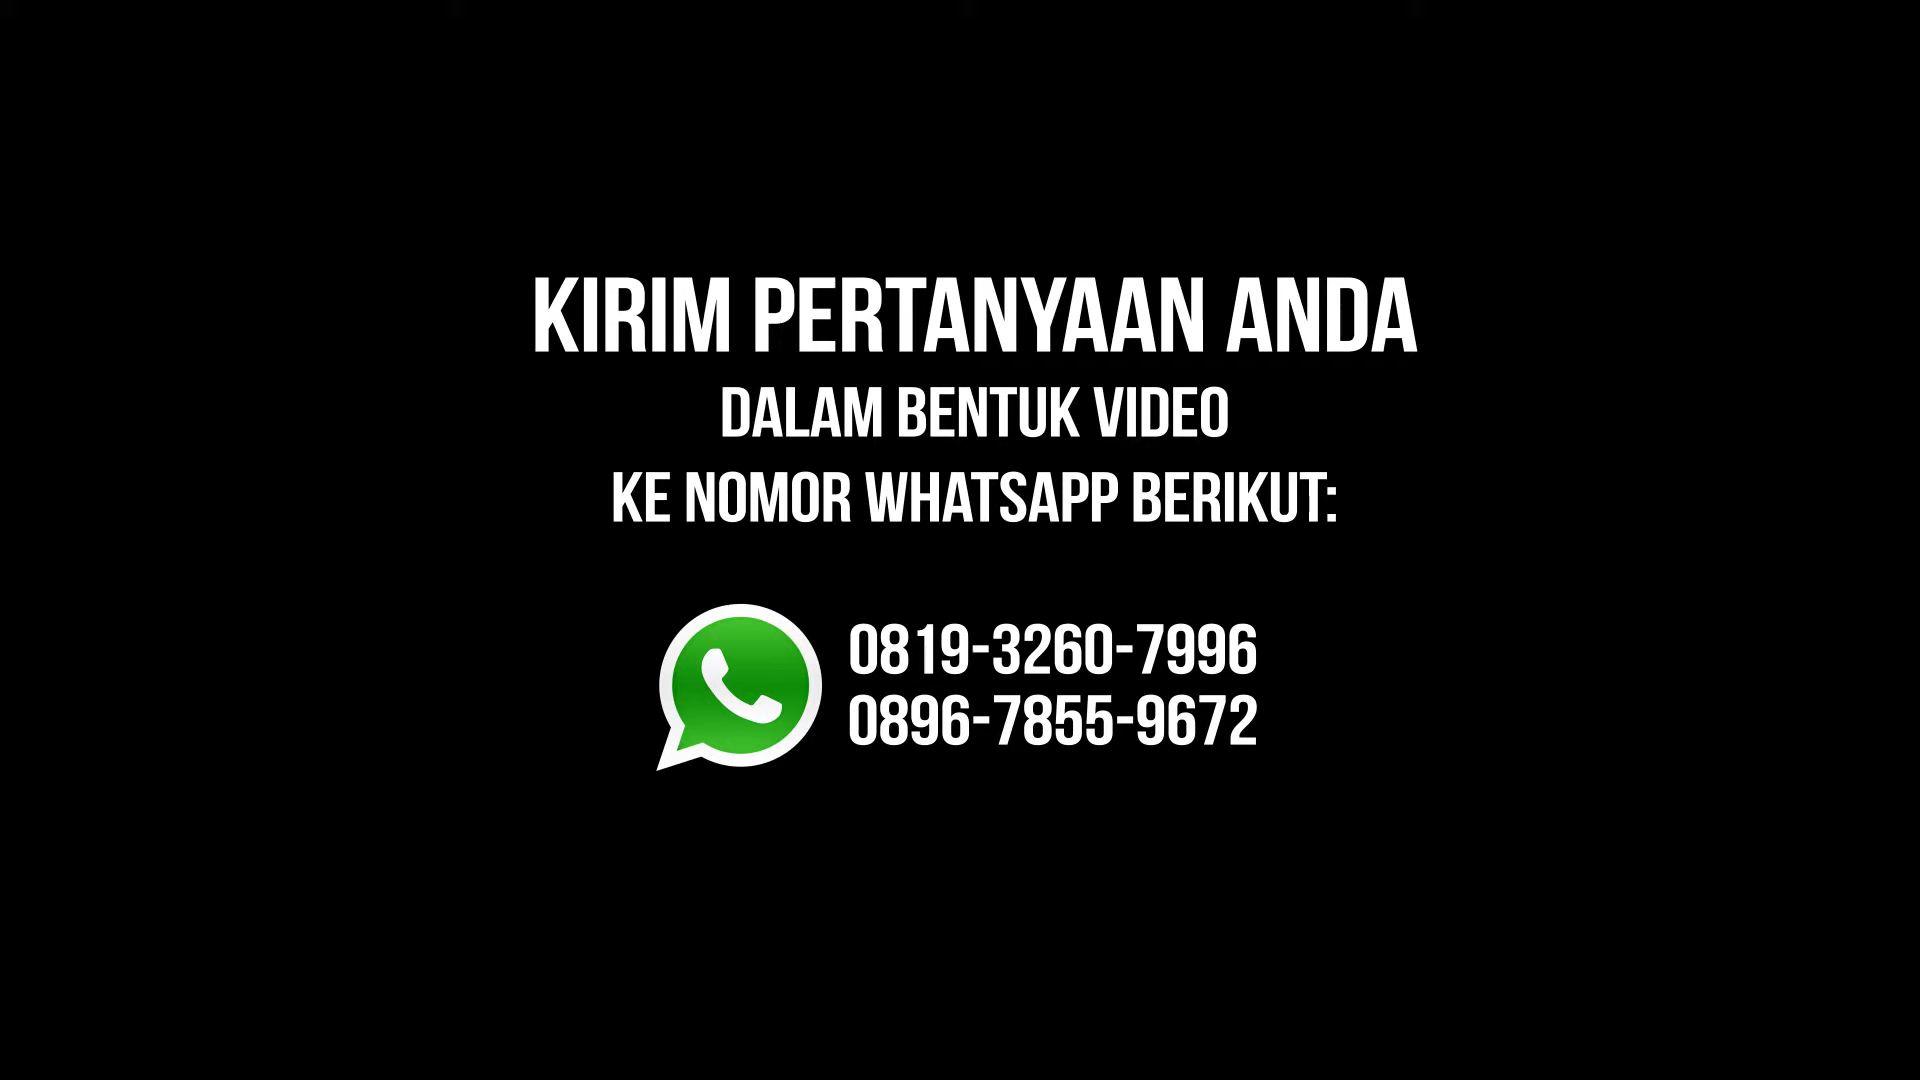 KIRIM PERTANYAAN ANDA
DALAM BENTUK VIDEO
KE NOMOR WHATSAPP BERIKUT:
0819-3260-7996
0896-7855-9672